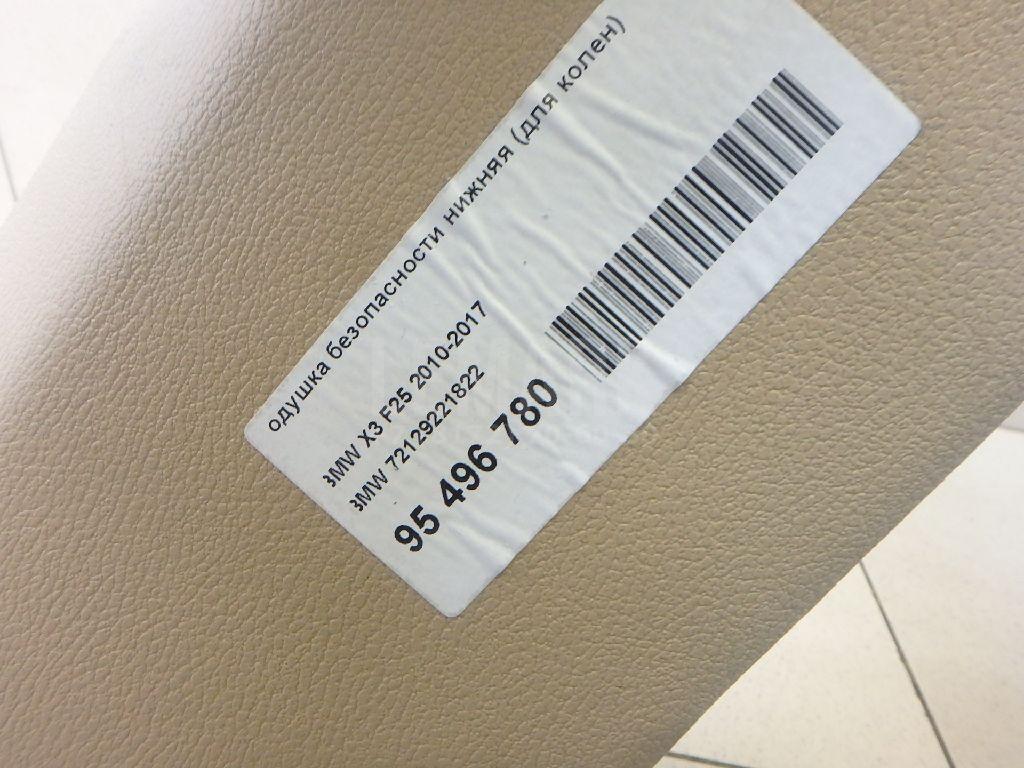 одушка безопасности нижняя (для колен)
3MW X3 F25 2010-2017
3MW 72129221822
95 496 780